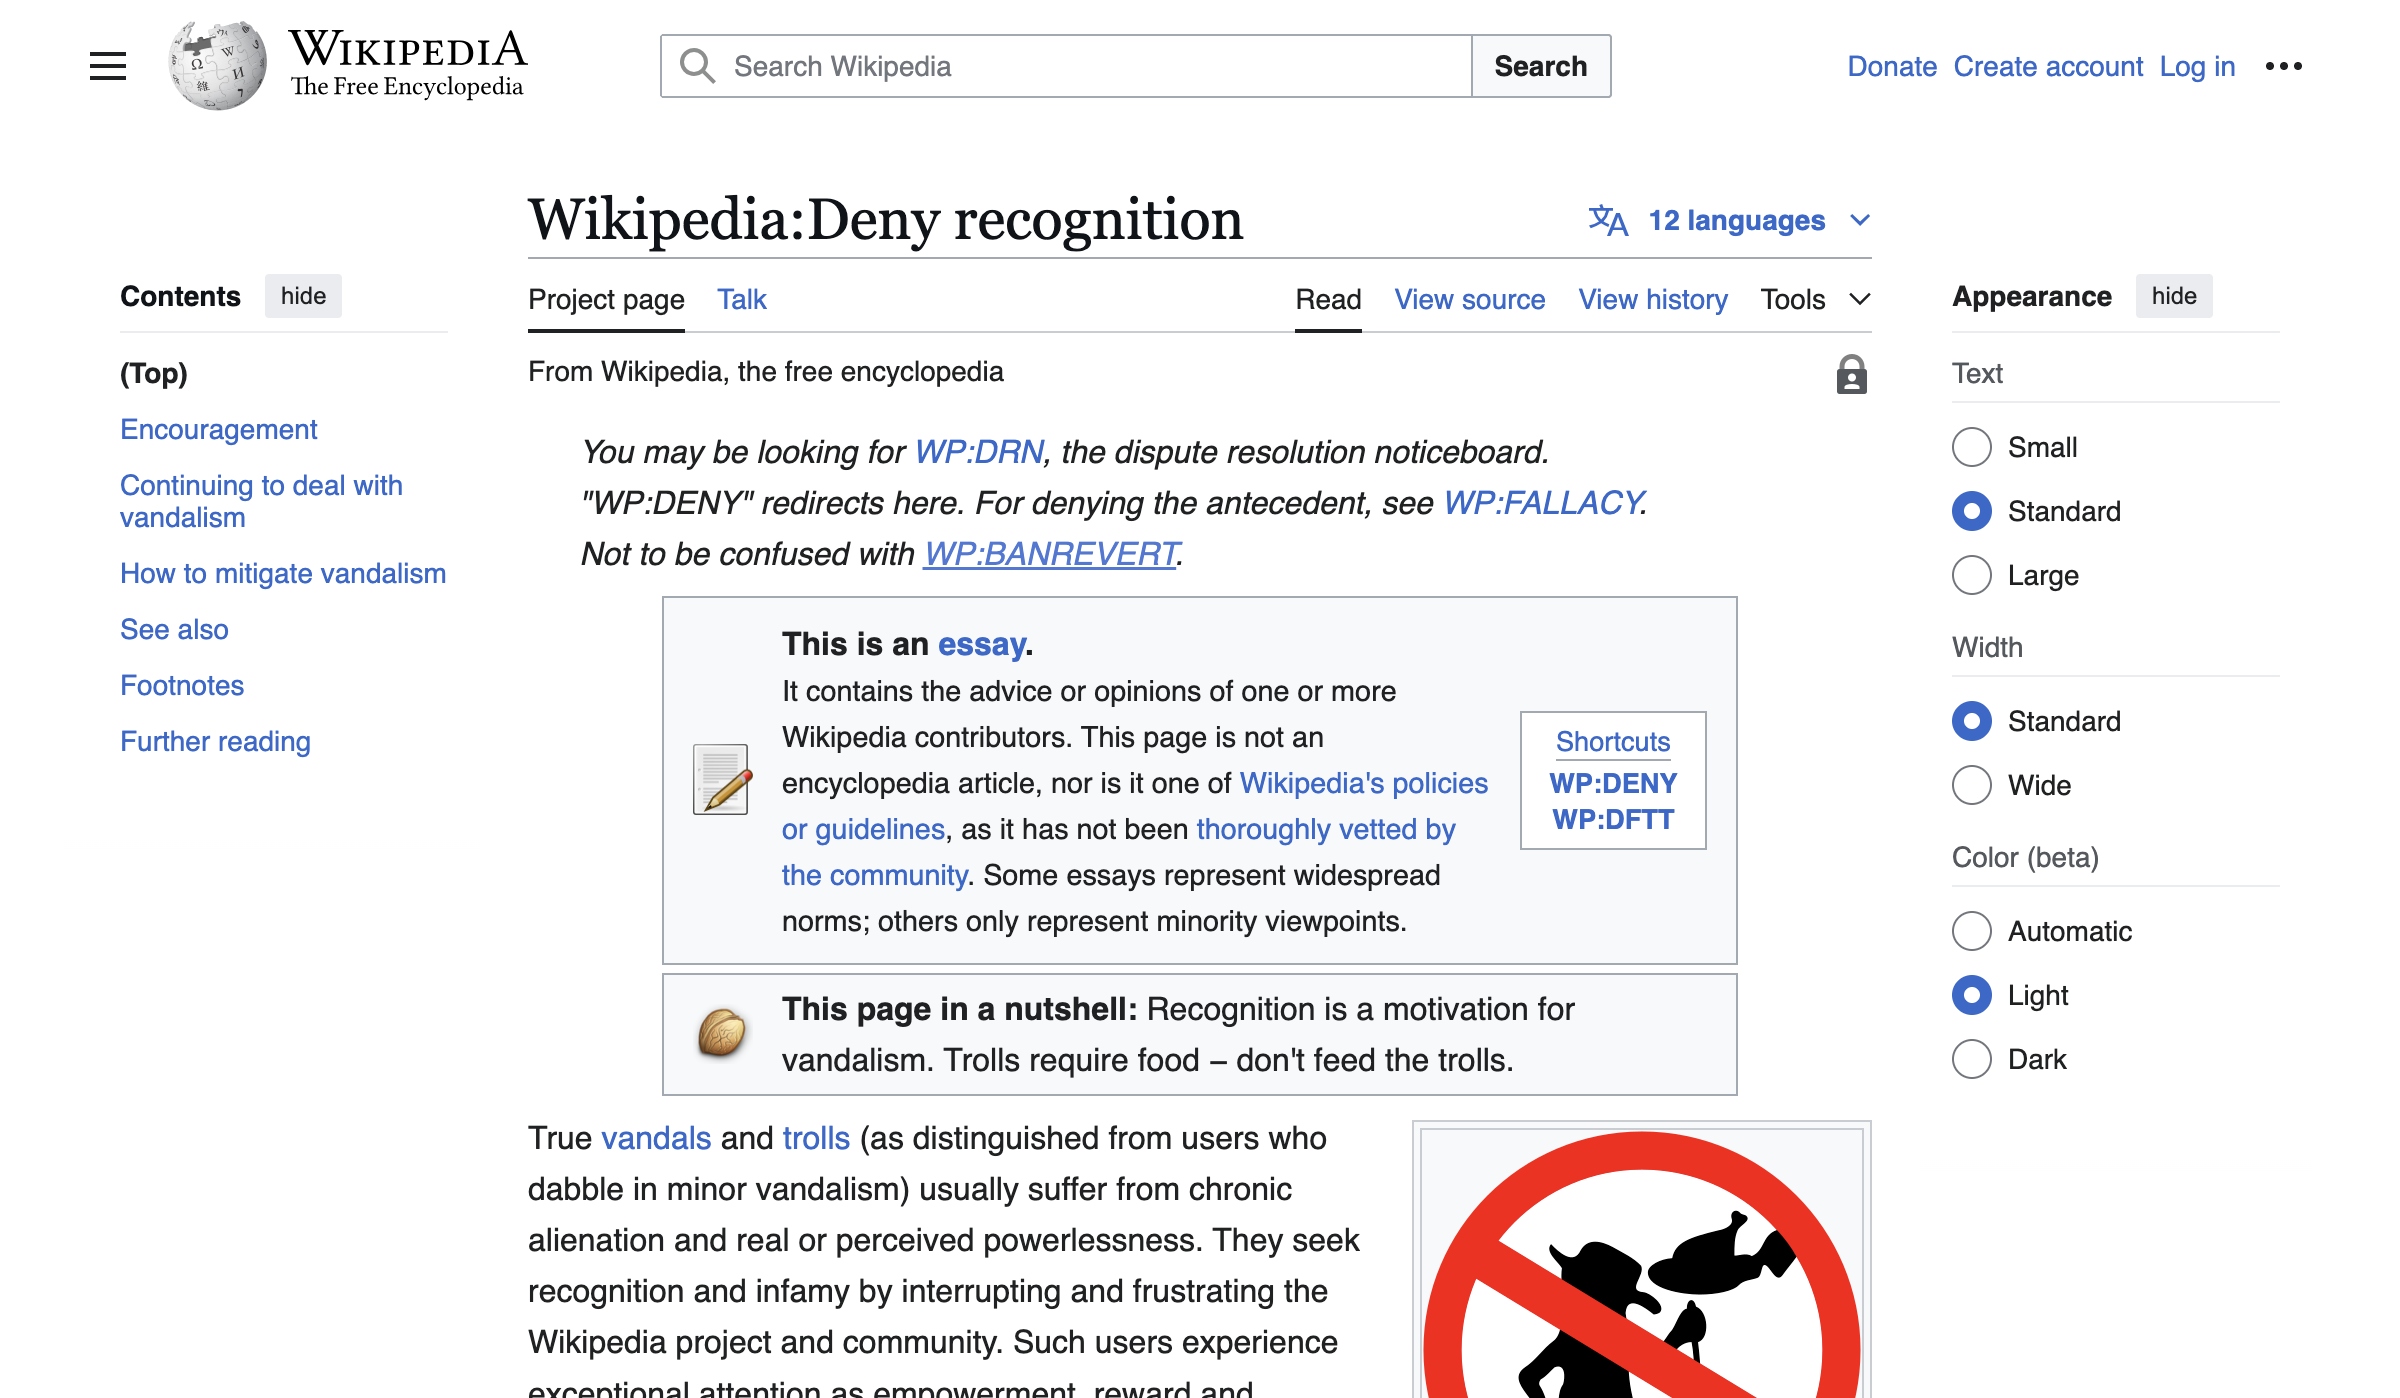 WIKIPEDIA
The Free Encyclopedia
Search Wikipedia
Search
Donate Create account Log in
Wikipedia:Deny recognition
12 languages
Contents hide
(Top)
Encouragement
Continuing to deal with
vandalism
How to mitigate vandalism
See also
Footnotes
Further reading
Project page Talk
Read View source View history Tools
From Wikipedia, the free encyclopedia
You may be looking for WP:DRN, the dispute resolution noticeboard.
"WP:DENY" redirects here. For denying the antecedent, see WP:FALLACY.
Not to be confused with WP:BANREVERT.
This is an essay.
It contains the advice or opinions of one or more
Wikipedia contributors. This page is not an
encyclopedia article, nor is it one of Wikipedia's policies
or guidelines, as it has not been thoroughly vetted by
the community. Some essays represent widespread
norms; others only represent minority viewpoints.
Shortcuts
WP:DENY
WP:DFTT
This page in a nutshell: Recognition is a motivation for
vandalism. Trolls require food – don't feed the trolls.
True vandals and trolls (as distinguished from users who
dabble in minor vandalism) usually suffer from chronic
alienation and real or perceived powerlessness. They seek
recognition and infamy by interrupting and frustrating the
Wikipedia project and community. Such users experience
exceptional attention as empowerment, reward and
Appearance hide
Text
Small
Standard
Large
Width
Standard
Wide
Color (beta)
Automatic
Light
Dark